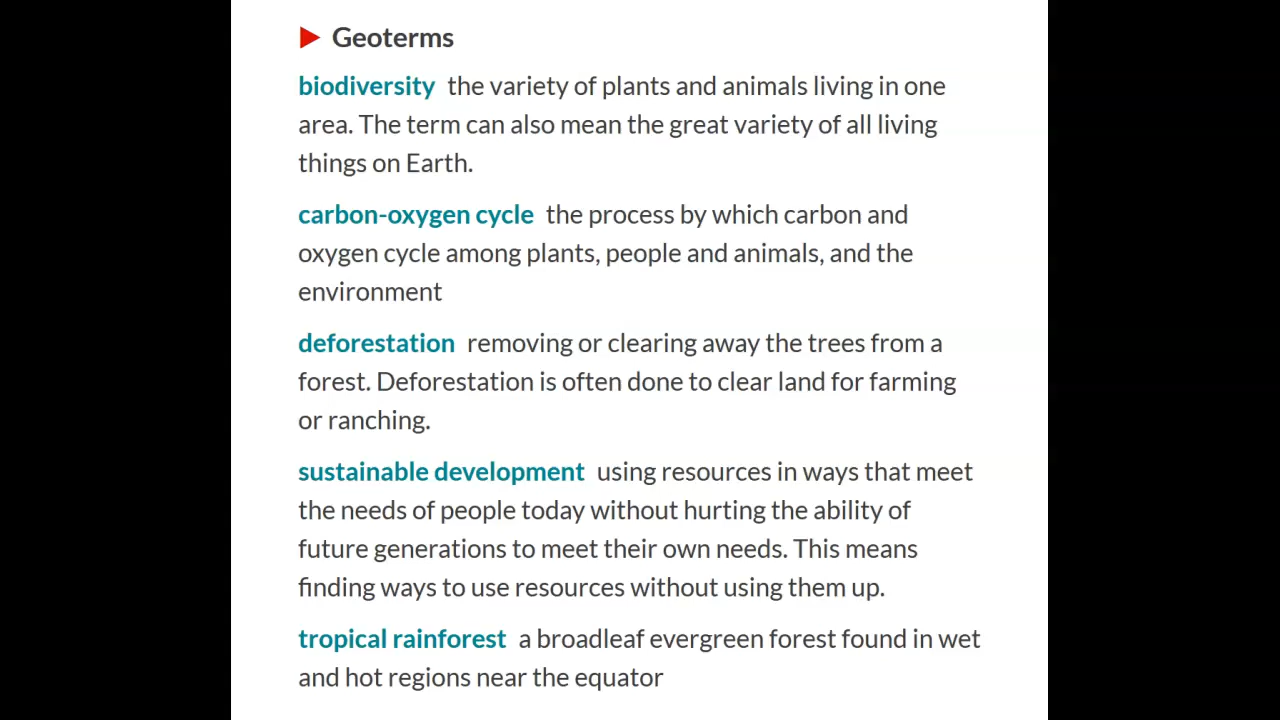 Geoterms
biodiversity the variety of plants and animals living in one
area. The term can also mean the great variety of all living
things on Earth.
carbon-oxygen cycle the process by which carbon and
oxygen cycle among plants, people and animals, and the
environment
deforestation removing or clearing away the trees from a
forest. Deforestation is often done to clear land for farming
or ranching.
sustainable development using resources in ways that meet
the needs of people today without hurting the ability of
future generations to meet their own needs. This means
finding ways to use resources without using them up.
tropical rainforest a broadleaf evergreen forest found in wet
and hot regions near the equator